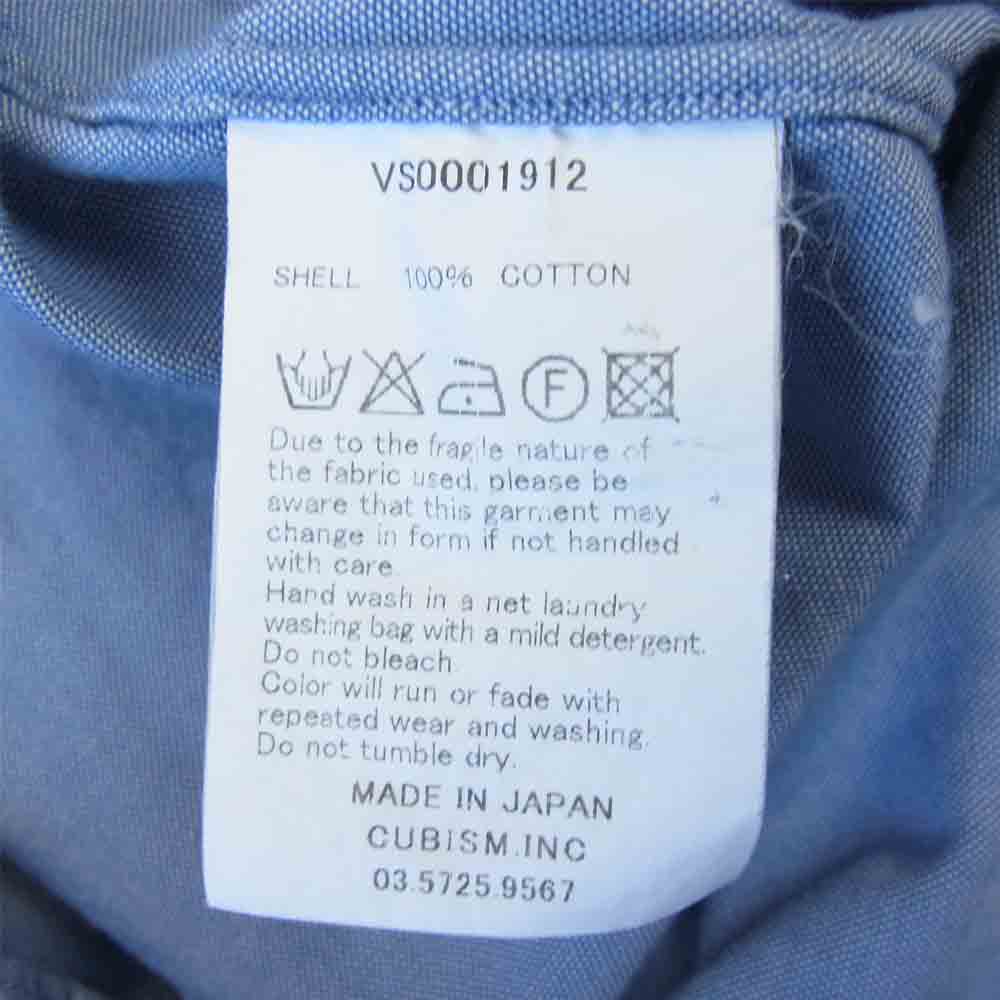 VS0001912
SHELL 100% COTTON
F
Due to the fragile nature of
the fabric used, please be
aware that this garment may
change in form if not handled
with care.
Hand wash in a net laundry
washing bag with a mild detergent.
Do not bleach.
Color will run or fade with
repeated wear and washing.
Do not tumble dry.
MADE IN JAPAN
CUBISM.INC
03.5725.9567